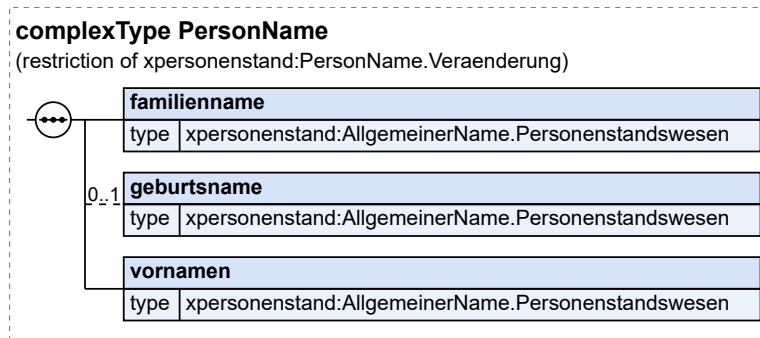 complexType PersonName
(restriction of xpersonenstand:PersonName.Veraenderung)
familienname
type xpersonenstand:AllgemeinerName.Personenstandswesen
0..1 geburtsname
type xpersonenstand:AllgemeinerName.Personenstandswesen
vornamen
type xpersonenstand:AllgemeinerName.Personenstandswesen